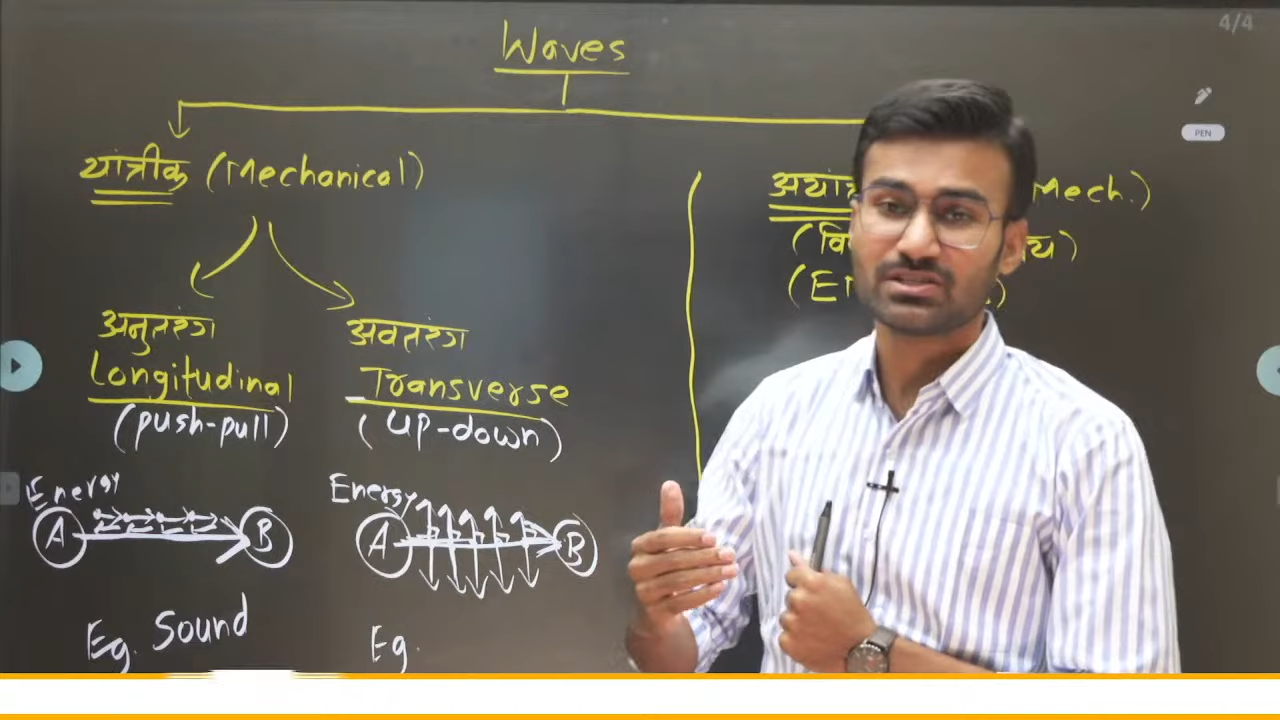 4/4
Waves
PEN
यांत्रीक (Mechanical)
Mech.)
अनुतरंग
Longitudinal
(push-pull)
अवतरंग
Transverse
(up-down)
Energy
A B
Energy
A B
Eg. Sound
Eg.